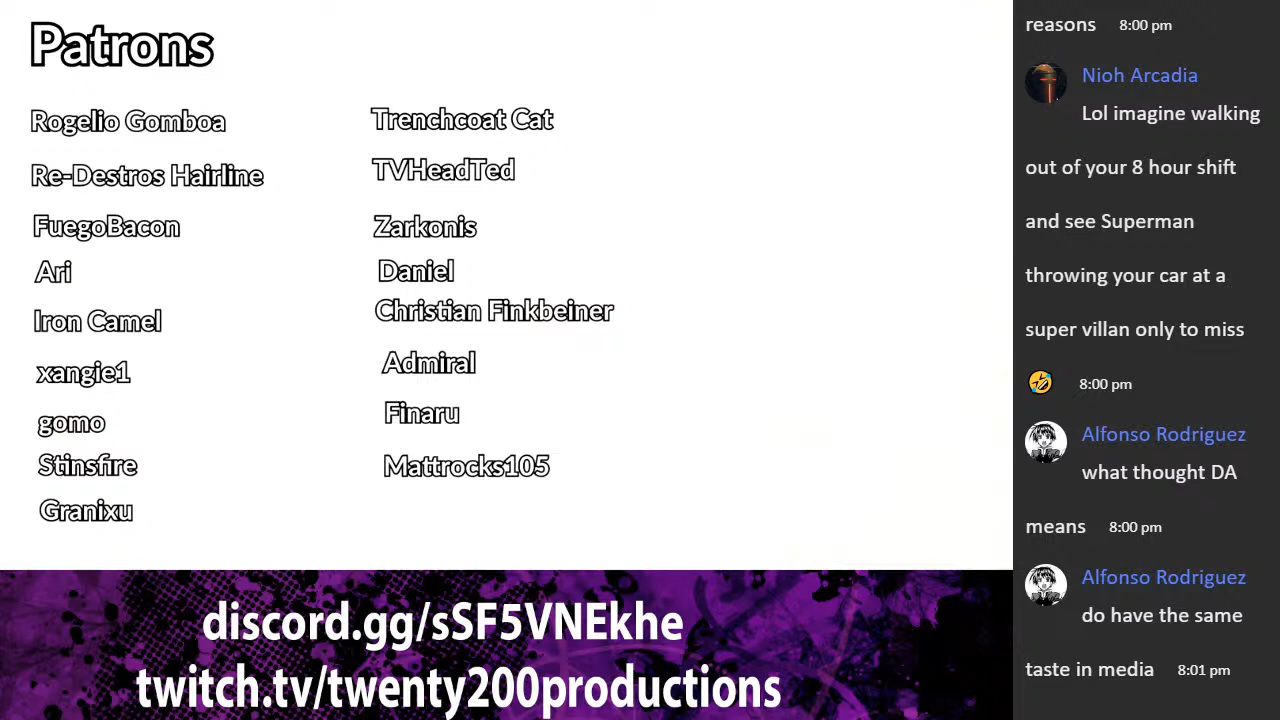 Patrons
Rogelio Gomboa
Re-Destros Hairline
FuegoBacon
Ari
Iron Camel
xangie1
gomo
Stinsfire
Granixu
Trenchcoat Cat
TVHeadTed
Zarkonis
Daniel
Christian Finkbeiner
Admiral
Finaru
Mattrocks105
discord.gg/sSF5VNEkhe
twitch.tv/twenty200productions
reasons 8:00 pm
Nioh Arcadia
Lol imagine walking
out of your 8 hour shift
and see Superman
throwing your car at a
super villan only to miss
🤣 8:00 pm
Alfonso Rodriguez
what thought DA
means 8:00 pm
Alfonso Rodriguez
do have the same
taste in media 8:01 pm